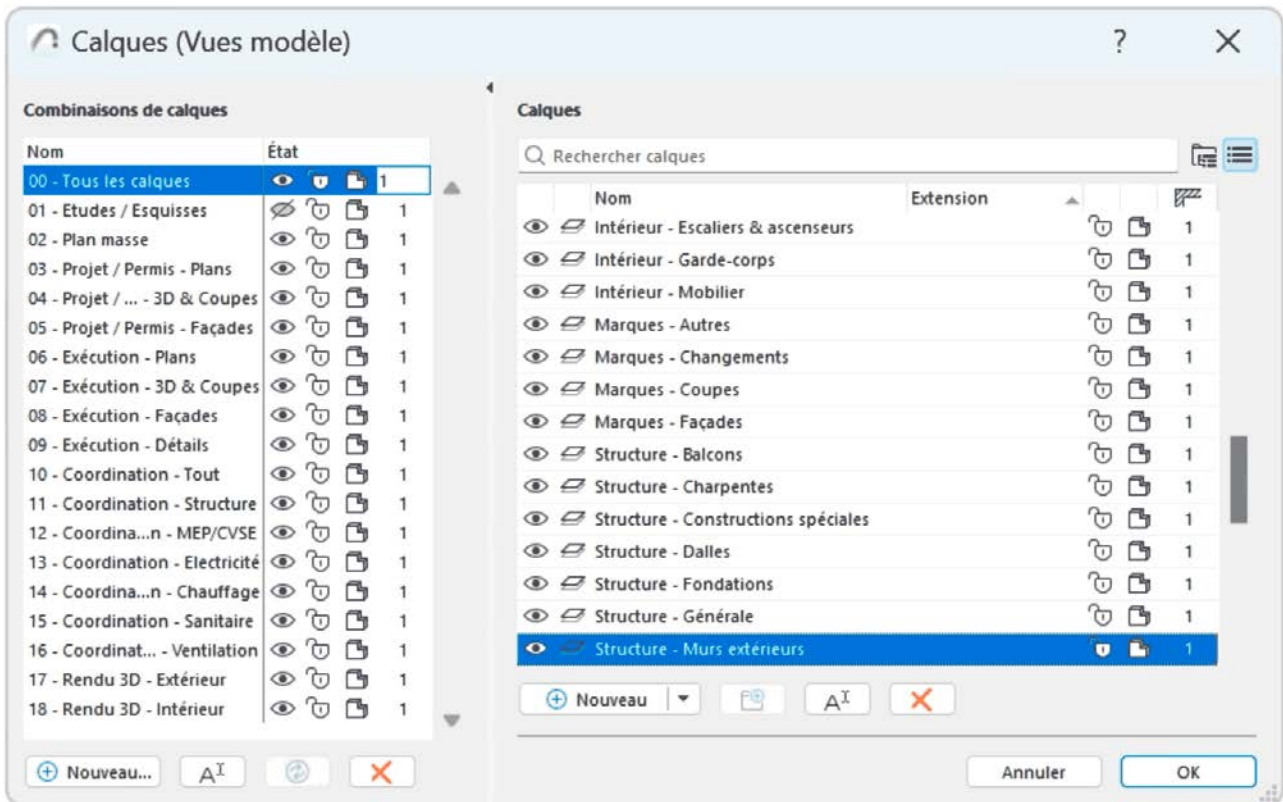 Calques (Vues modèle)
?
Combinaisons de calques
Nom État
00 - Tous les calques 1
01 - Etudes / Esquisses 1
02 - Plan masse 1
03 - Projet / Permis - Plans 1
04 - Projet / ... - 3D & Coupes 1
05 - Projet / Permis - Façades 1
06 - Exécution - Plans 1
07 - Exécution - 3D & Coupes 1
08 - Exécution - Façades 1
09 - Exécution - Détails 1
10 - Coordination - Tout 1
11 - Coordination - Structure 1
12 - Coordina...n - MEP/CVSE 1
13 - Coordination - Electricité 1
14 - Coordina...n - Chauffage 1
15 - Coordination - Sanitaire 1
16 - Coordinat... - Ventilation 1
17 - Rendu 3D - Extérieur 1
18 - Rendu 3D - Intérieur 1
Nouveau...
Calques
Rechercher calques
Nom Extension
Intérieur - Escaliers & ascenseurs 1
Intérieur - Garde-corps 1
Intérieur - Mobilier 1
Marques - Autres 1
Marques - Changements 1
Marques - Coupes 1
Marques - Façades 1
Structure - Balcons 1
Structure - Charpentes 1
Structure - Constructions spéciales 1
Structure - Dalles 1
Structure - Fondations 1
Structure - Générale 1
Structure - Murs extérieurs 1
Nouveau
Annuler OK